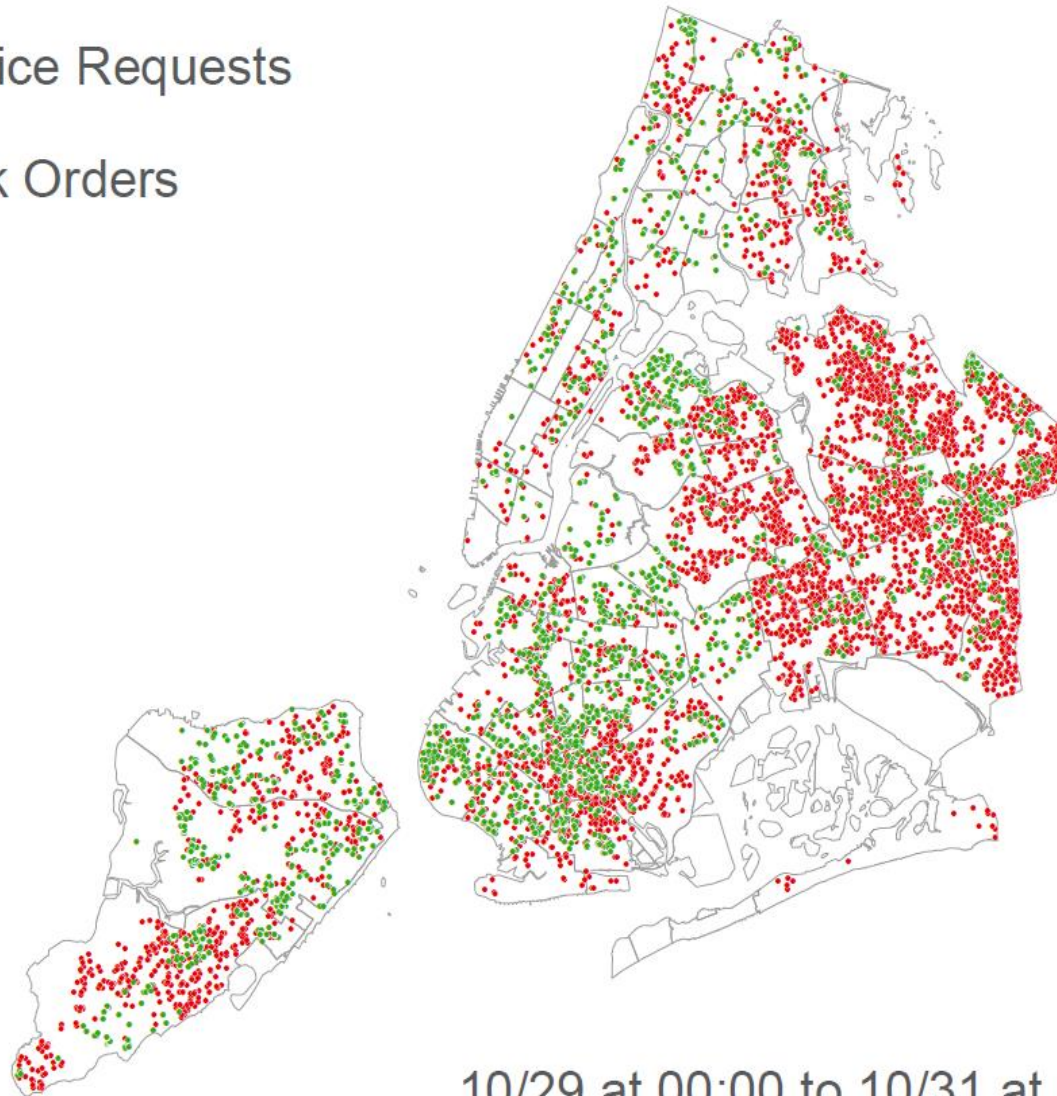 ice Requests
k Orders
10/29 at 00:00 to 10/31 at